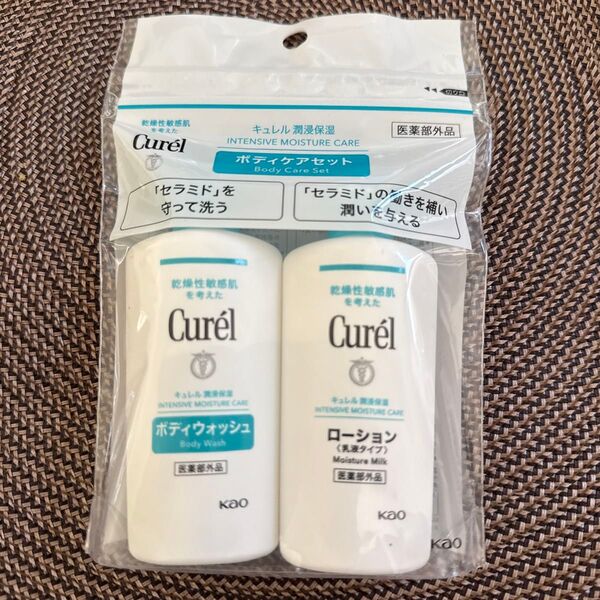 切り口
乾燥性敏感肌
を考えた
Curél
キュレル 潤浸保湿
INTENSIVE MOISTURE CARE
医薬部外品
ボディケアセット
Body Care Set
「セラミド」を
守って洗う
「セラミド」の働きを補い
潤いを与える
乾燥性敏感肌
を考えた
Curél
キュレル 潤浸保湿
INTENSIVE MOISTURE CARE
ボディウォッシュ
Body Wash
医薬部外品
Kao
乾燥性敏感肌
を考えた
Curél
キュレル 潤浸保湿
INTENSIVE MOISTURE CARE
ローション
〈乳液タイプ〉
Moisture Milk
医薬部外品
Kao
Kao